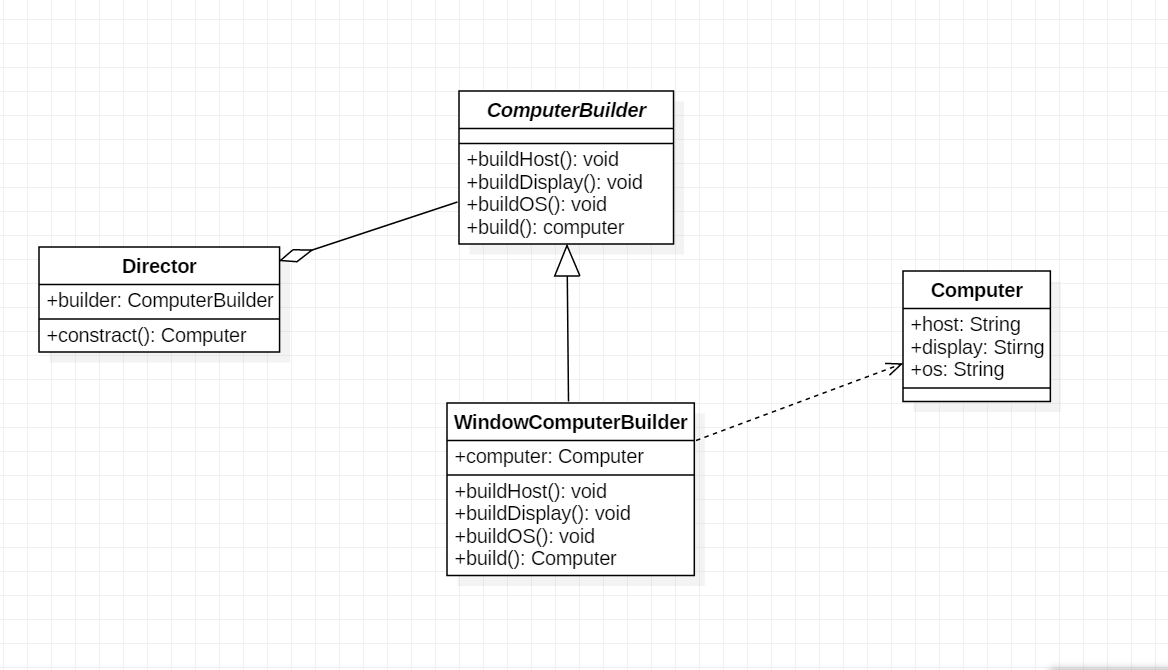 ComputerBuilder
+buildHost(): void
+buildDisplay(): void
+buildOS(): void
+build(): computer
Director
+builder: ComputerBuilder
+constract(): Computer
Computer
+host: String
+display: Stirng
+os: String
WindowComputerBuilder
+computer: Computer
+buildHost(): void
+buildDisplay(): void
+buildOS(): void
+build(): Computer